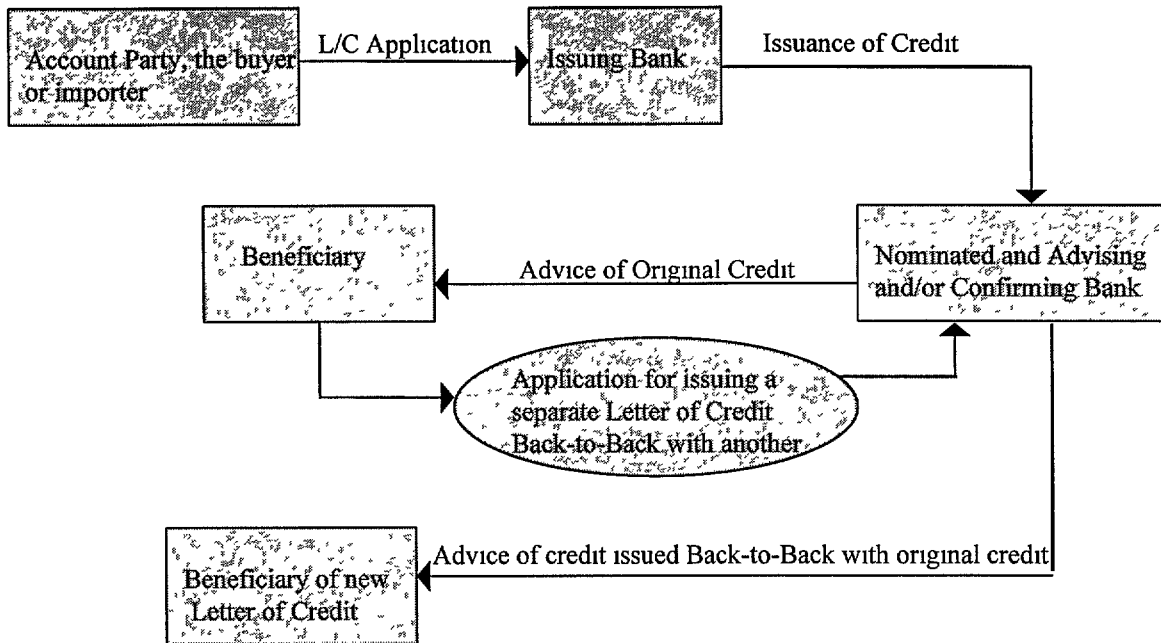 L/C Application
Issuance of Credit
Account Party, the buyer
or importer
Issuing Bank
Beneficiary
Advice of Original Credit
Nominated and Advising
and/or Confirming Bank
Application for issuing a
separate Letter of Credit
Back-to-Back with another
Advice of credit issued Back-to-Back with original credit
Beneficiary of new
Letter of Credit